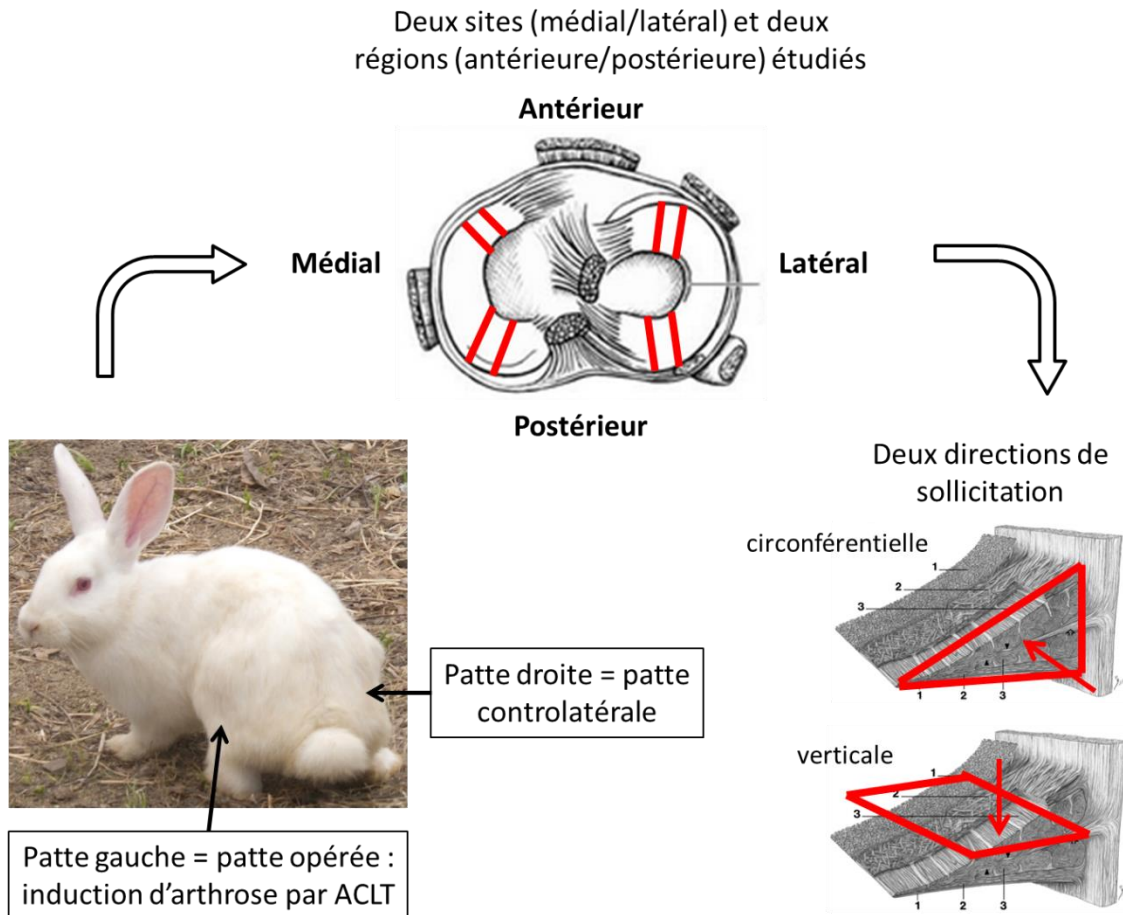 Deux sites (médial/latéral) et deux
régions (antérieure/postérieure) étudiés
Antérieur
Médial
Latéral
Postérieur
Patte droite = patte
controlatérale
Patte gauche = patte opérée :
induction d'arthrose par ACLT
Deux directions de
sollicitation
circonférentielle
1
2
3
1
2
3
verticale
1
2
3
1
2
3